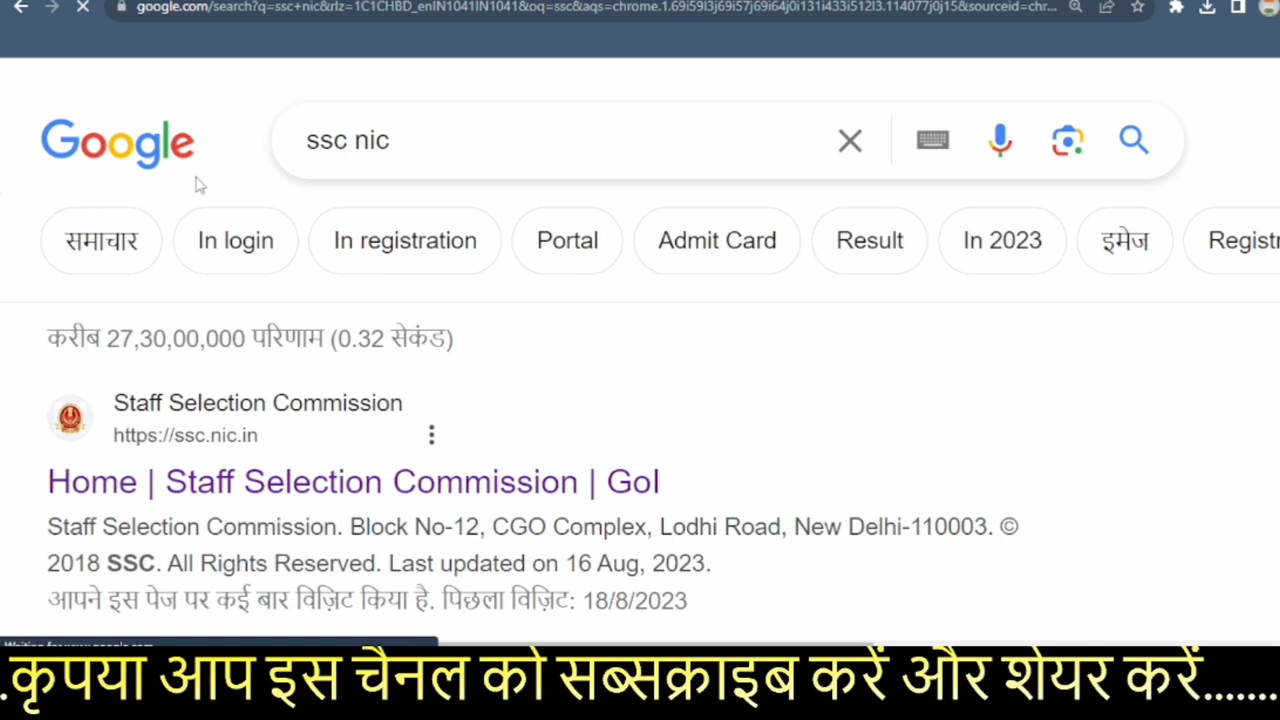 google.com/search?q=ssc+nic&rlz=1C1CHBD_enIN1041IN1041&oq=ssc&aqs=chrome.1.69i59l3j69i57j69i64j0i131i433i512l3.114077j0j15&sourceid=chr...
Google
ssc nic
समाचार In login In registration Portal Admit Card Result In 2023 इमेज Registr
करीब 27,30,00,000 परिणाम (0.32 सेकंड)
Staff Selection Commission
https://ssc.nic.in
Home | Staff Selection Commission | GoI
Staff Selection Commission. Block No-12, CGO Complex, Lodhi Road, New Delhi-110003. ©
2018 SSC. All Rights Reserved. Last updated on 16 Aug, 2023.
आपने इस पेज पर कई बार विज़िट किया है. पिछला विज़िट: 18/8/2023
.कृपया आप इस चैनल को सब्सक्राइब करें और शेयर करें.......